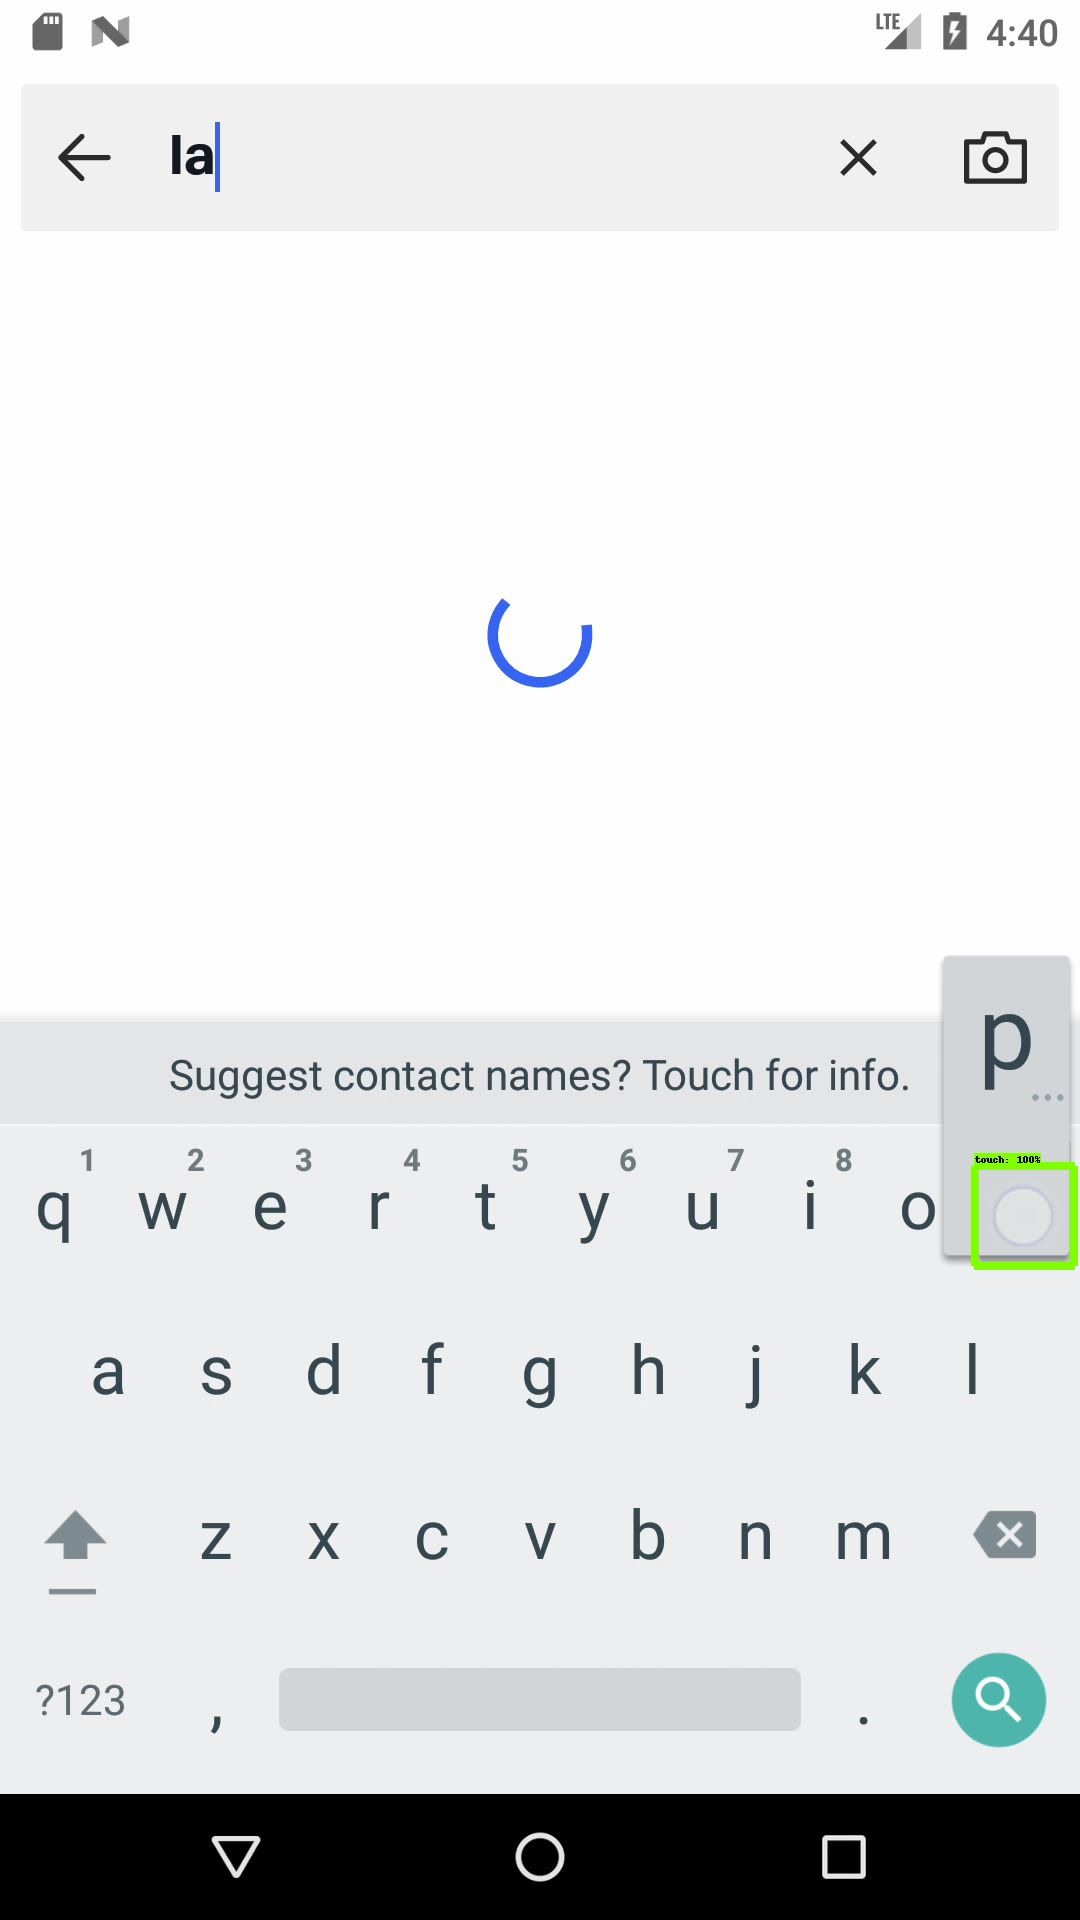 LTE 4:40
la
p
...
Suggest contact names? Touch for info.
1 2 3 4 5 6 7 8
touch: 100%
q w e r t y u i o
a s d f g h j k l
z x c v b n m
?123 , .